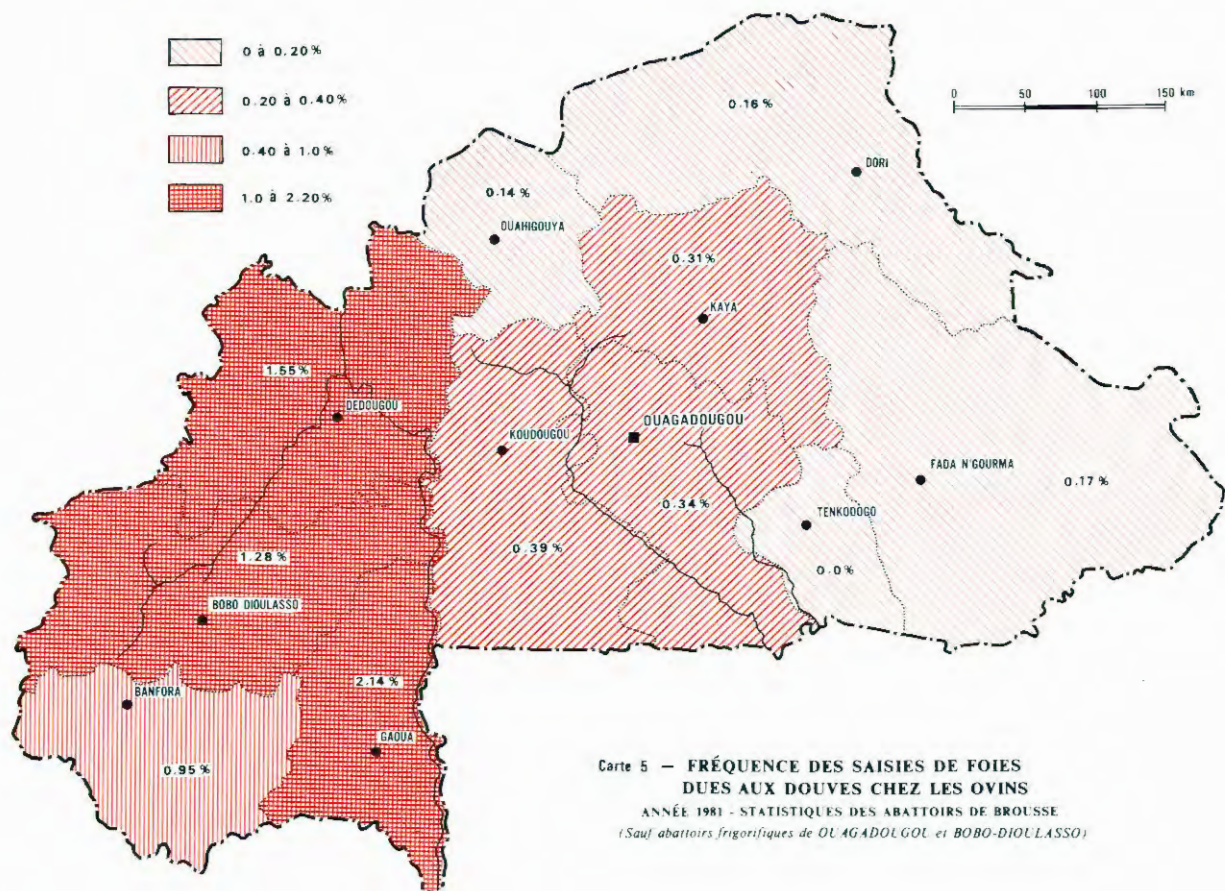 0 à 0.20%
0.20 à 0.40%
0.40 à 1.0%
1.0 à 2.20%
0 50 100 150 km
0.16 %
DORI
0.14 %
OUAHIGOUYA
0.31 %
KAYA
1.55 %
DEDOUGOU
KOUDOUGOU
OUAGADOUGOU
FADA N'GOURMA
0.17 %
0.34 %
TENKODOGO
0.39 %
0.0%
1.28 %
BOBO DIOULASSO
2.14 %
BANFORA
GAOUA
0.95 %
Carte 5 — FRÉQUENCE DES SAISIES DE FOIES
DUES AUX DOUVES CHEZ LES OVINS
ANNÉE 1981 - STATISTIQUES DES ABATTOIRS DE BROUSSE
(Sauf abattoirs frigorifiques de OUAGADOUGOU et BOBO-DIOULASSO)